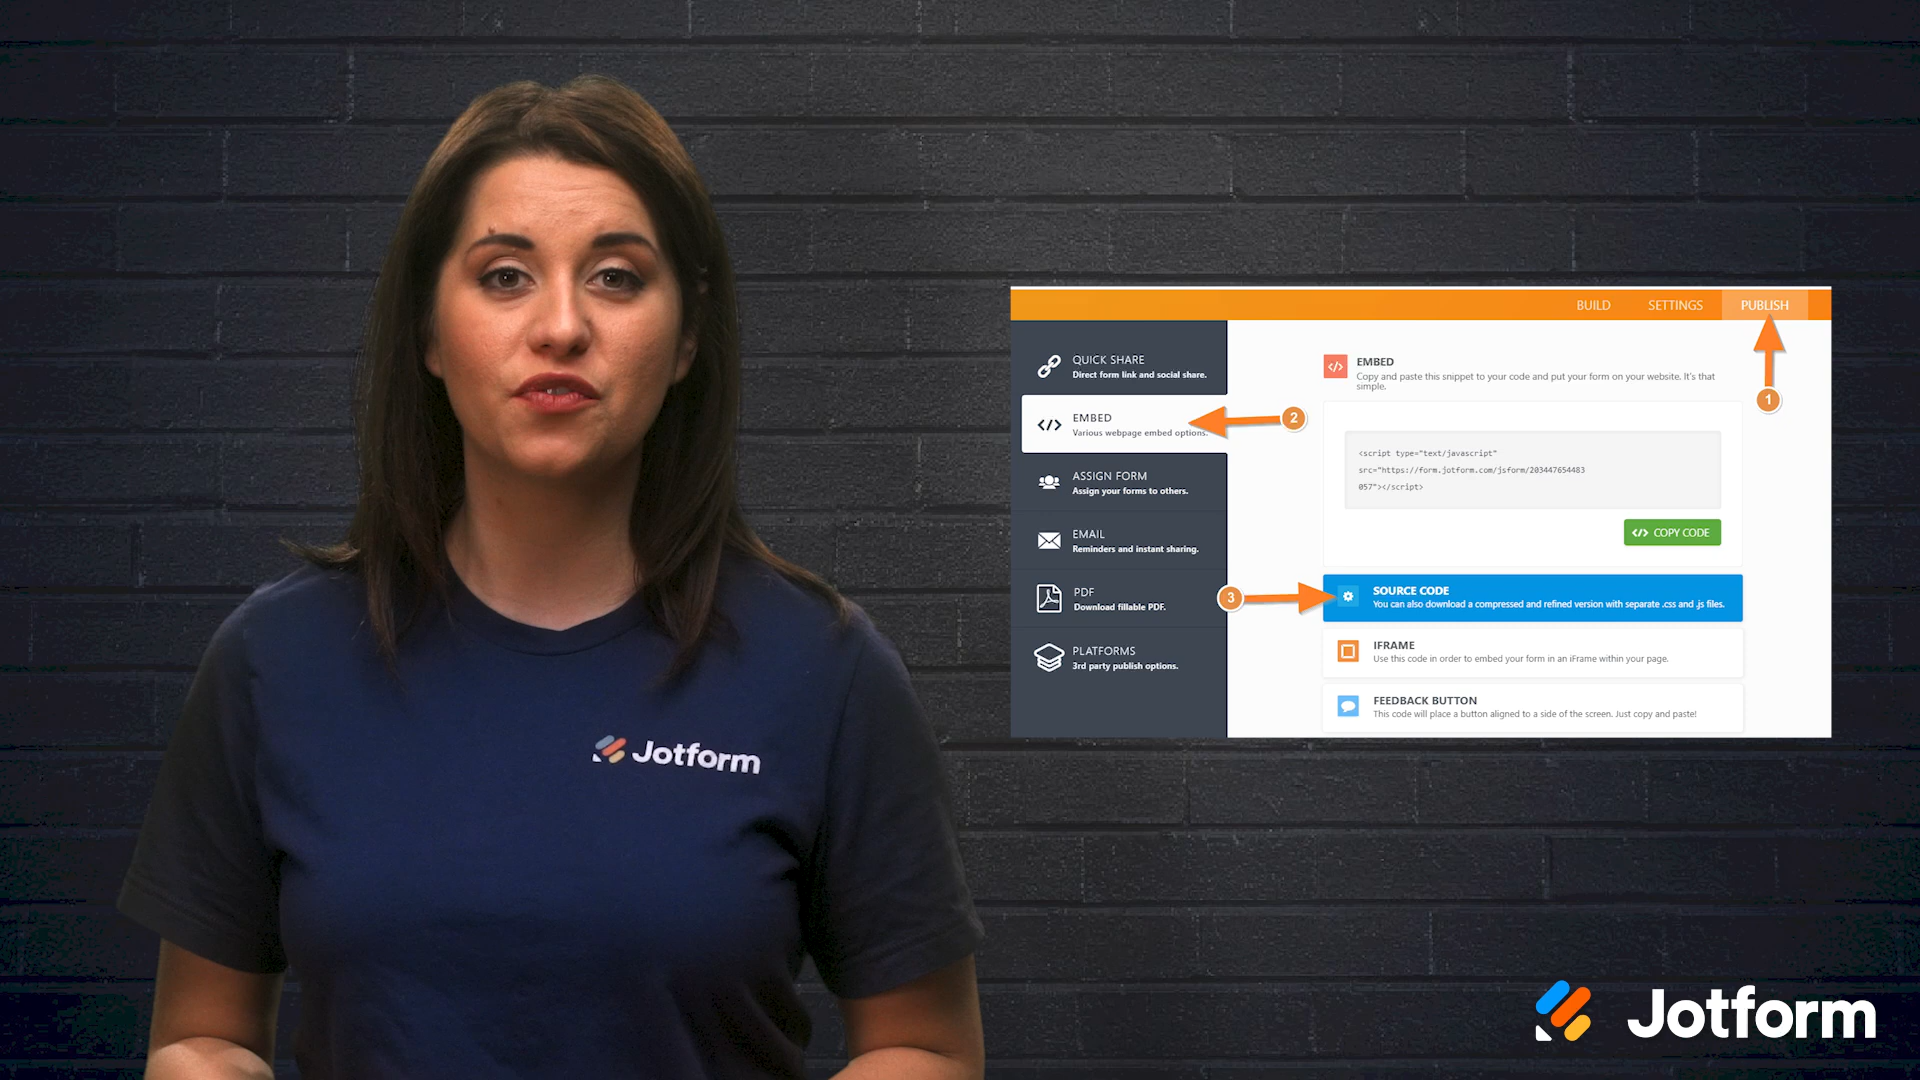 BUILD SETTINGS PUBLISH
1
QUICK SHARE
Direct form link and social share.
EMBED
Various webpage embed options.
2
ASSIGN FORM
Assign your forms to others.
EMAIL
Reminders and instant sharing.
PDF
Download fillable PDF.
PLATFORMS
3rd party publish options.
EMBED
Copy and paste this snippet to your code and put your form on your website. It's that
simple.
<script type="text/javascript"
src="https://form.jotform.com/jsform/203447654483
057"></script>
</> COPY CODE
3
SOURCE CODE
You can also download a compressed and refined version with separate .css and .js files.
IFRAME
Use this code in order to embed your form in an iFrame within your page.
FEEDBACK BUTTON
This code will place a button aligned to a side of the screen. Just copy and paste!
Jotform
Jotform